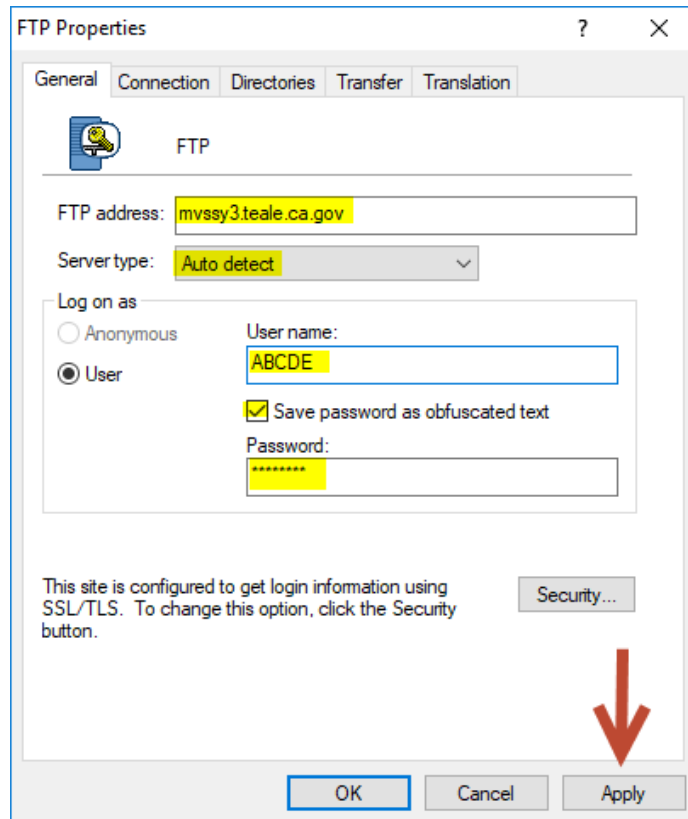 FTP Properties
?
General Connection Directories Transfer Translation
FTP
FTP address: mvssy3.teale.ca.gov
Server type: Auto detect
Log on as
Anonymous
User name:
ABCDE
User
Save password as obfuscated text
Password:
********
This site is configured to get login information using
SSL/TLS. To change this option, click the Security
button.
Security...
OK Cancel Apply